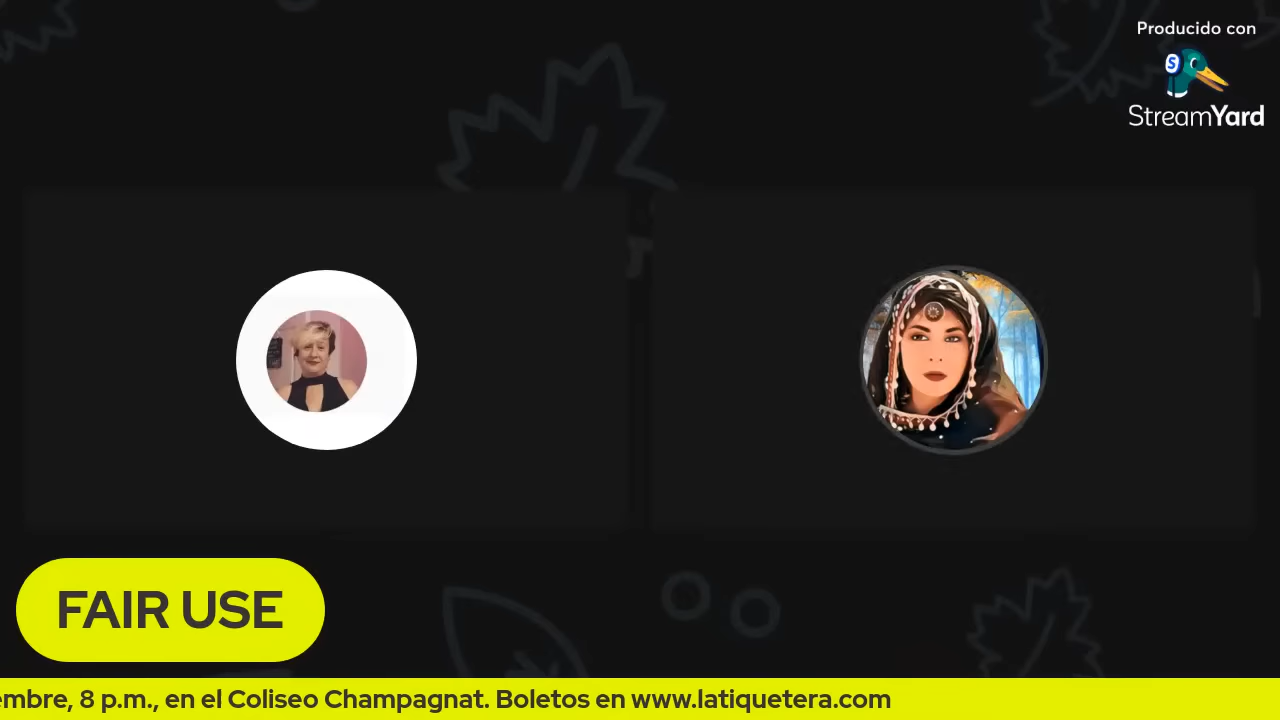 Producido con
S
StreamYard
FAIR USE
embre, 8 p.m., en el Coliseo Champagnat. Boletos en www.latiquetera.com